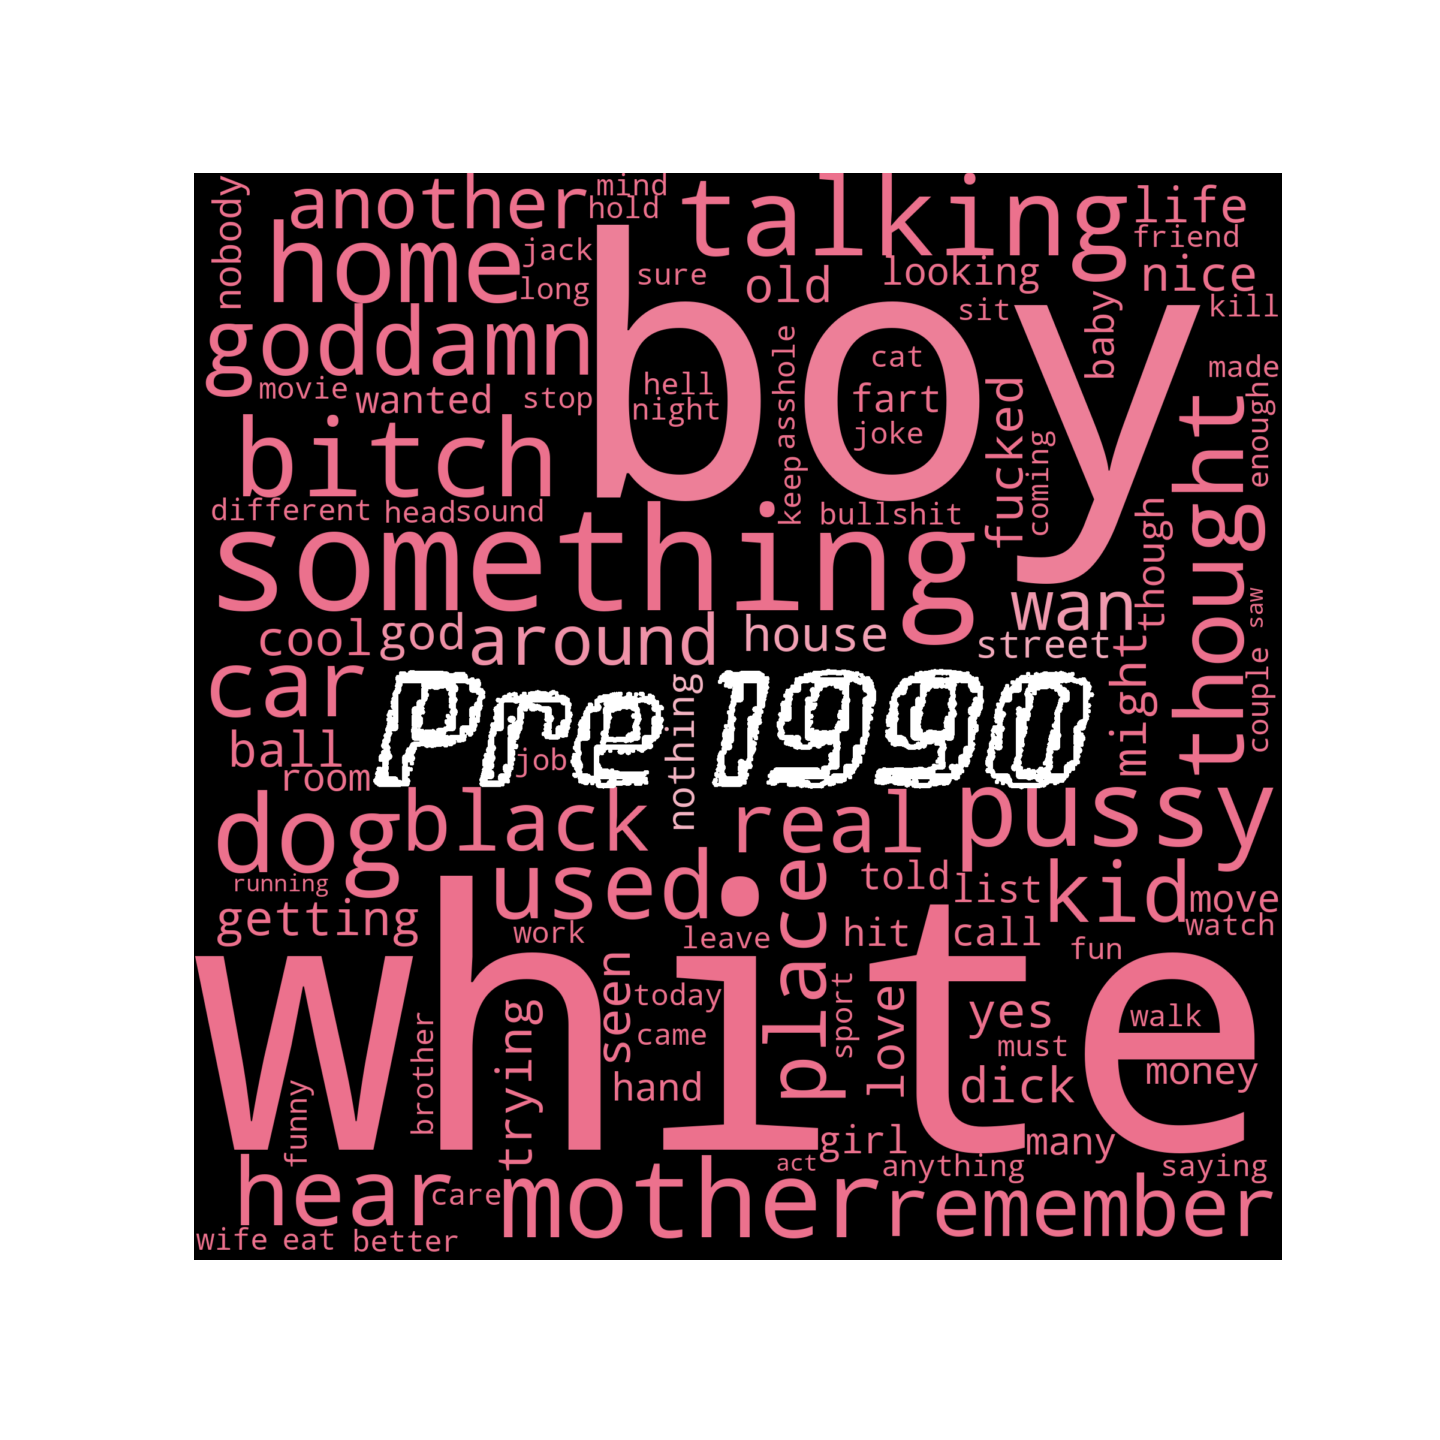 nobody
another
mind
hold
talking
life
friend
home
jack
long
boy
sure
old
looking
nice
sit
baby
kill
goddamn
movie
wanted
stop
hell
night
asshole
cat
fart
joke
fucked
coming
made
enough
thought
bitch
keep
different
head
sound
bullshit
something
though
wan
cool
god
around
house
street
might
couple
saw
car
Pre 1990
nothing
ball
room
job
dog
black
real
pussy
running
getting
used
place
told
list
kid
move
watch
work
leave
hit
call
fun
white
seen
today
came
sport
love
yes
must
walk
dick
money
brother
trying
hand
funny
girl
many
act
anything
saying
hear
care
mother
remember
wife
eat
better